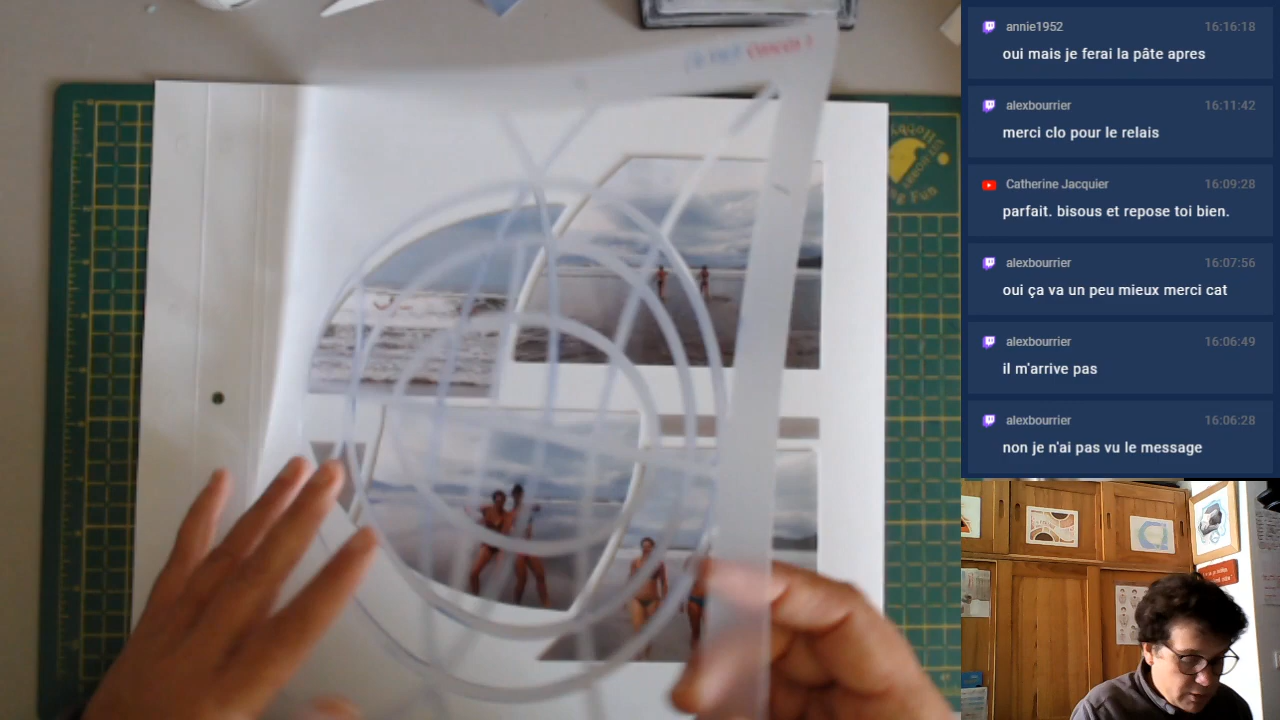 annie1952 16:16:18
oui mais je ferai la pâte apres
alexbourrier 16:11:42
merci clo pour le relais
Catherine Jacquier 16:09:28
parfait. bisous et repose toi bien.
alexbourrier 16:07:56
oui ça va un peu mieux merci cat
alexbourrier 16:06:49
il m'arrive pas
alexbourrier 16:06:28
non je n'ai pas vu le message